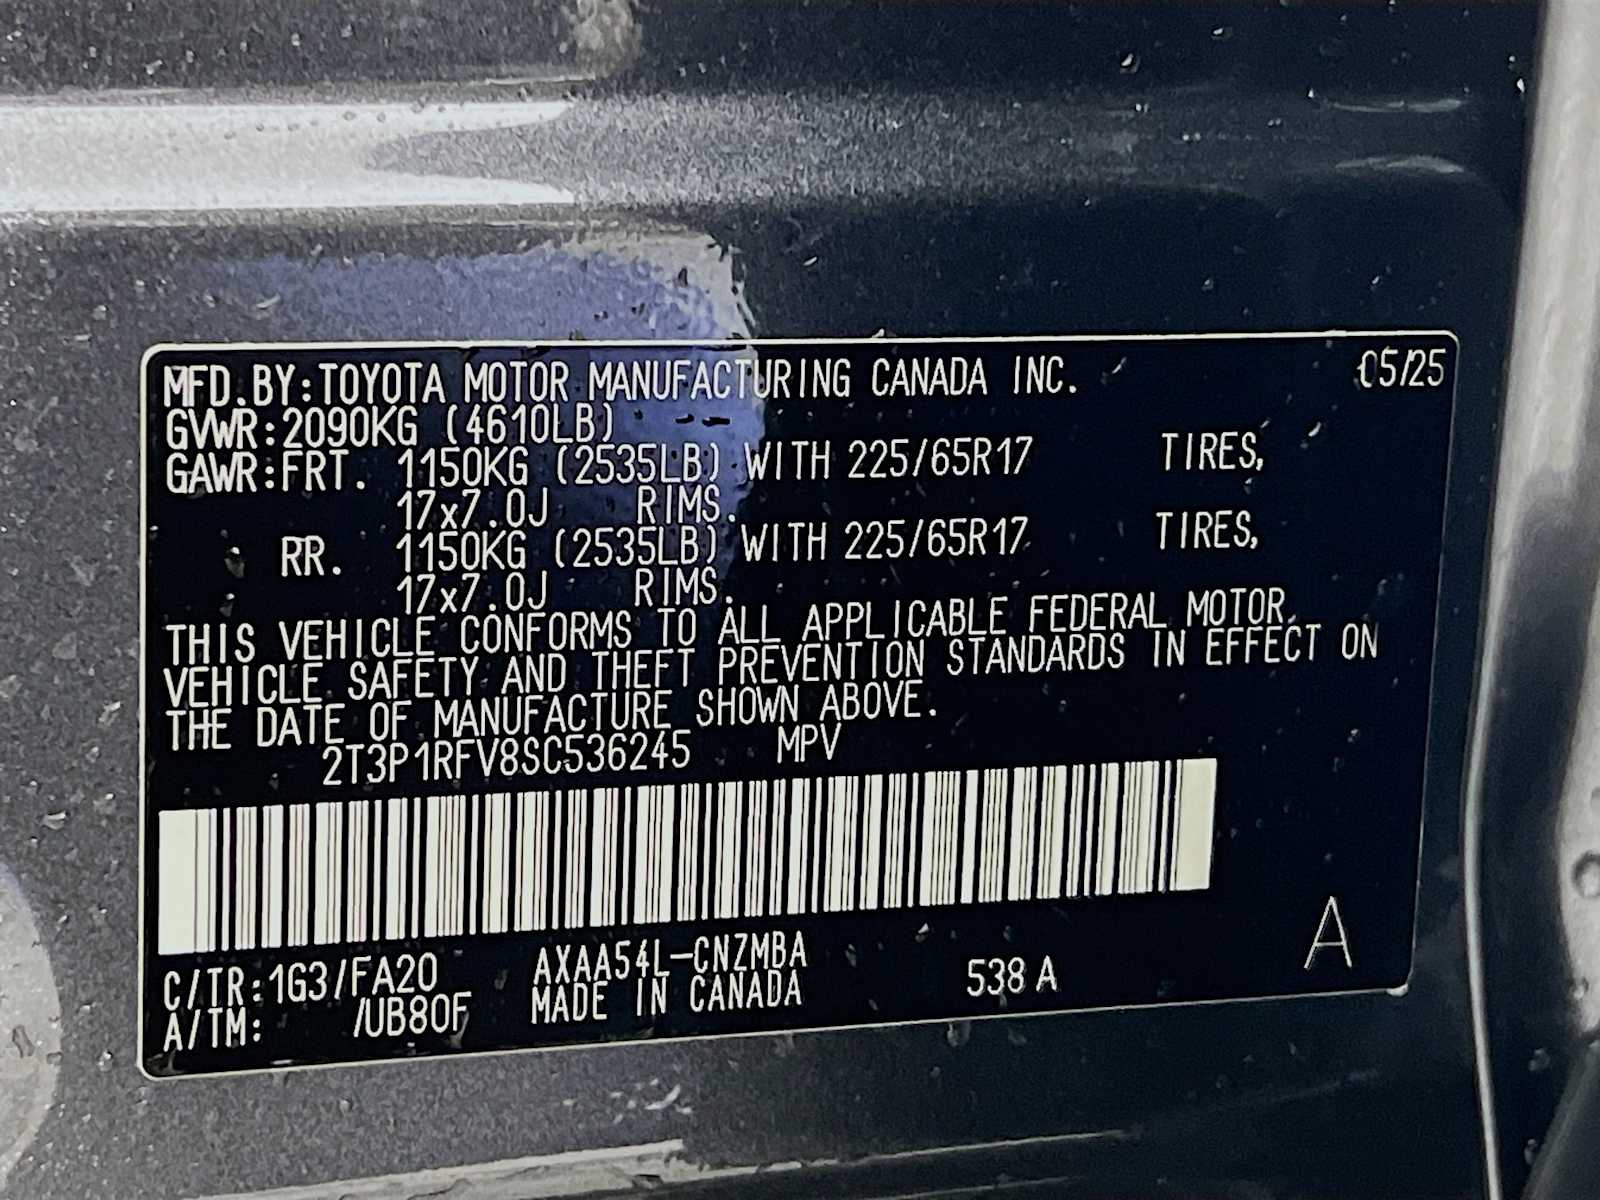 MFD.BY:TOYOTA MOTOR MANUFACTURING CANADA INC. 05/25
GVWR:2090KG (4610LB)
GAWR:FRT. 1150KG (2535LB) WITH 225/65R17 TIRES,
17x7.0J RIMS.
RR. 1150KG (2535LB) WITH 225/65R17 TIRES,
17x7.0J RIMS.
THIS VEHICLE CONFORMS TO ALL APPLICABLE FEDERAL MOTOR
VEHICLE SAFETY AND THEFT PREVENTION STANDARDS IN EFFECT ON
THE DATE OF MANUFACTURE SHOWN ABOVE.
2T3P1RFV8SC536245 MPV
C/TR:1G3/FA20 AXAA54L-CNZMBA
A/TM: /UB80F MADE IN CANADA 538 A A